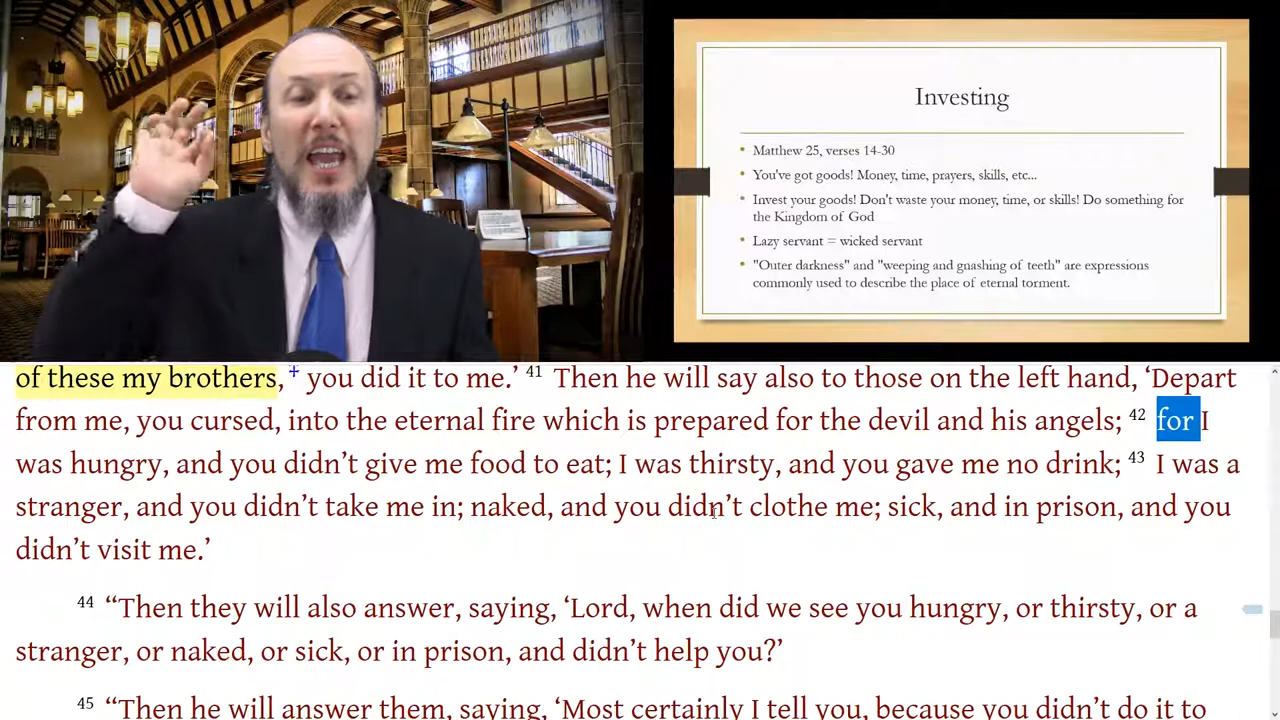 Investing
• Matthew 25, verses 14-30
• You've got goods! Money, time, prayers, skills, etc...
• Invest your goods! Don't waste your money, time, or skills! Do something for
the Kingdom of God
• Lazy servant = wicked servant
• "Outer darkness" and "weeping and gnashing of teeth" are expressions
commonly used to describe the place of eternal torment.
of these my brothers,+ you did it to me.’ 41 Then he will say also to those on the left hand, ‘Depart
from me, you cursed, into the eternal fire which is prepared for the devil and his angels; 42 for I
was hungry, and you didn’t give me food to eat; I was thirsty, and you gave me no drink; 43 I was a
stranger, and you didn’t take me in; naked, and you didn’t clothe me; sick, and in prison, and you
didn’t visit me.’
44 “Then they will also answer, saying, ‘Lord, when did we see you hungry, or thirsty, or a
stranger, or naked, or sick, or in prison, and didn’t help you?’
45 “Then he will answer them, saying, ‘Most certainly I tell you, because you didn’t do it to